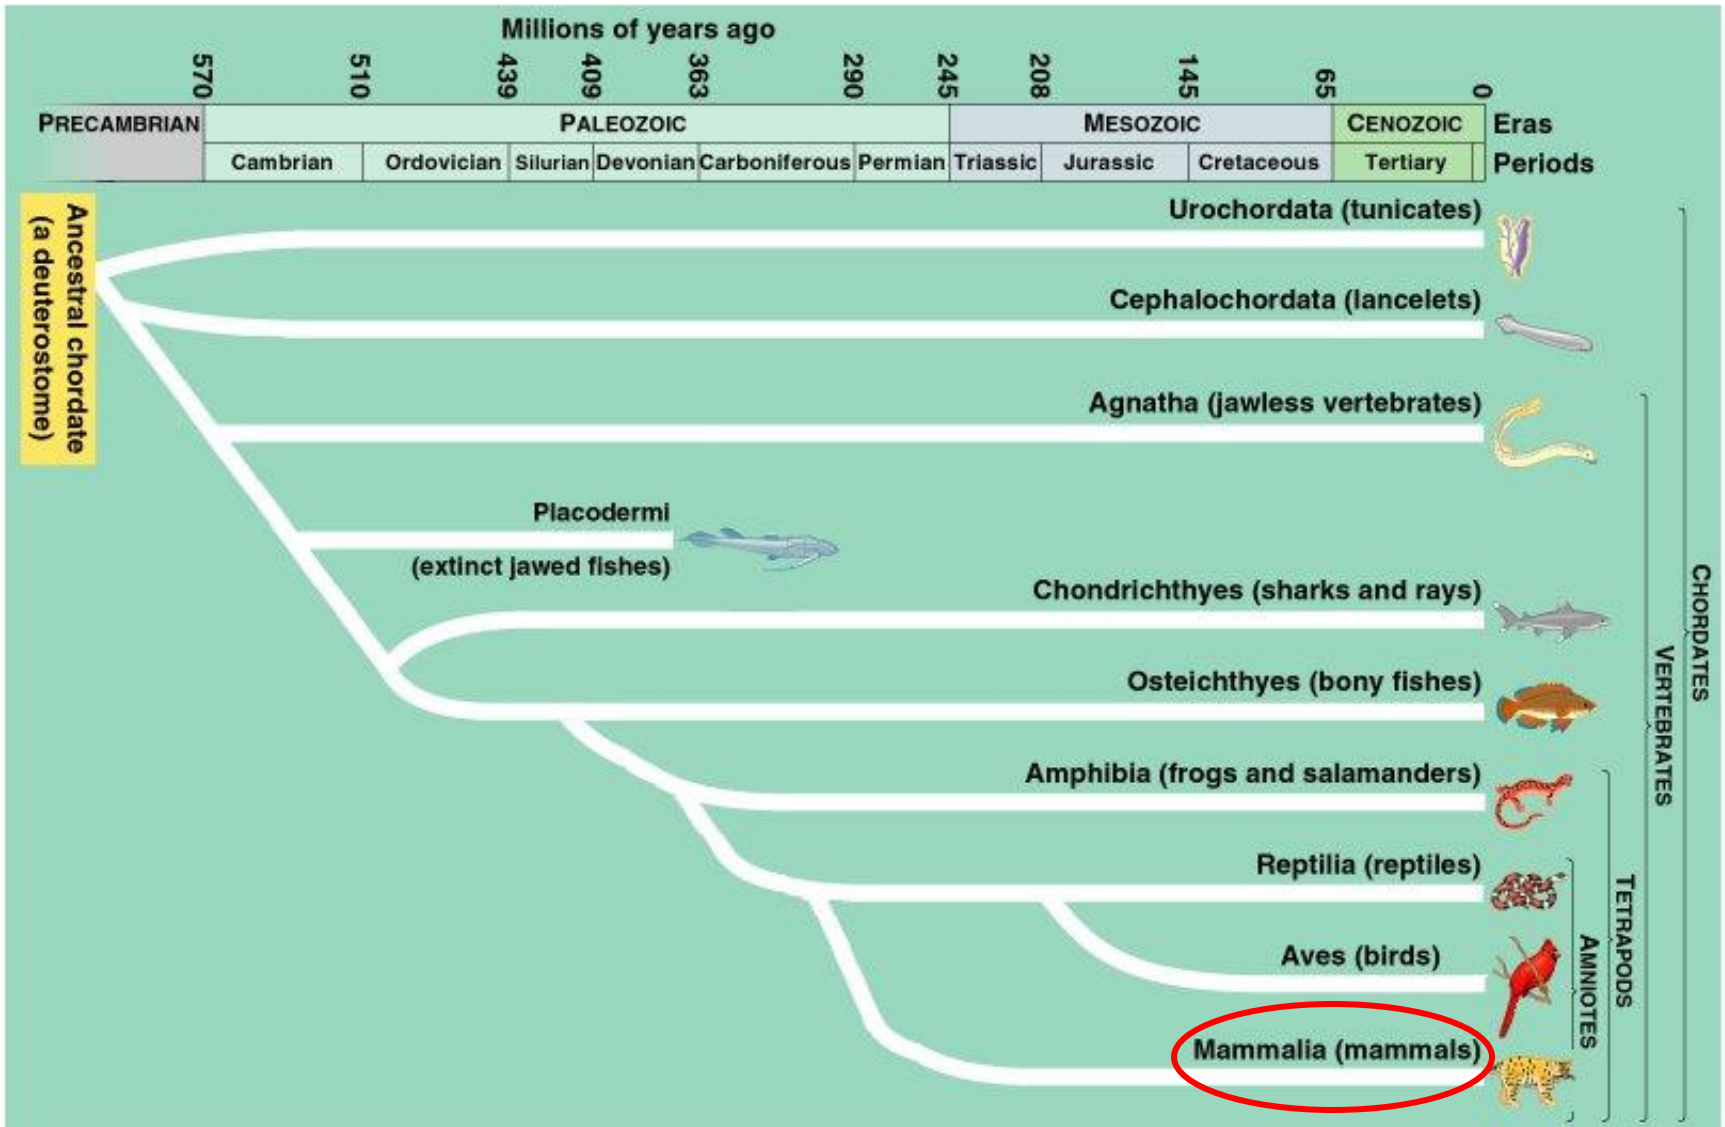 Millions of years ago
570 510 439 409 363 290 245 208 145 65 0
PRECAMBRIAN PALEOZOIC MESOZOIC CENOZOIC Eras
Cambrian Ordovician Silurian Devonian Carboniferous Permian Triassic Jurassic Cretaceous Tertiary Periods
Ancestral chordate
(a deuterostome)
Urochordata (tunicates)
Cephalochordata (lancelets)
Agnatha (jawless vertebrates)
Placodermi
(extinct jawed fishes)
Chondrichthyes (sharks and rays)
Osteichthyes (bony fishes)
Amphibia (frogs and salamanders)
Reptilia (reptiles)
Aves (birds)
Mammalia (mammals)
AMNIOTES
TETRAPODS
VERTEBRATES
CHORDATES